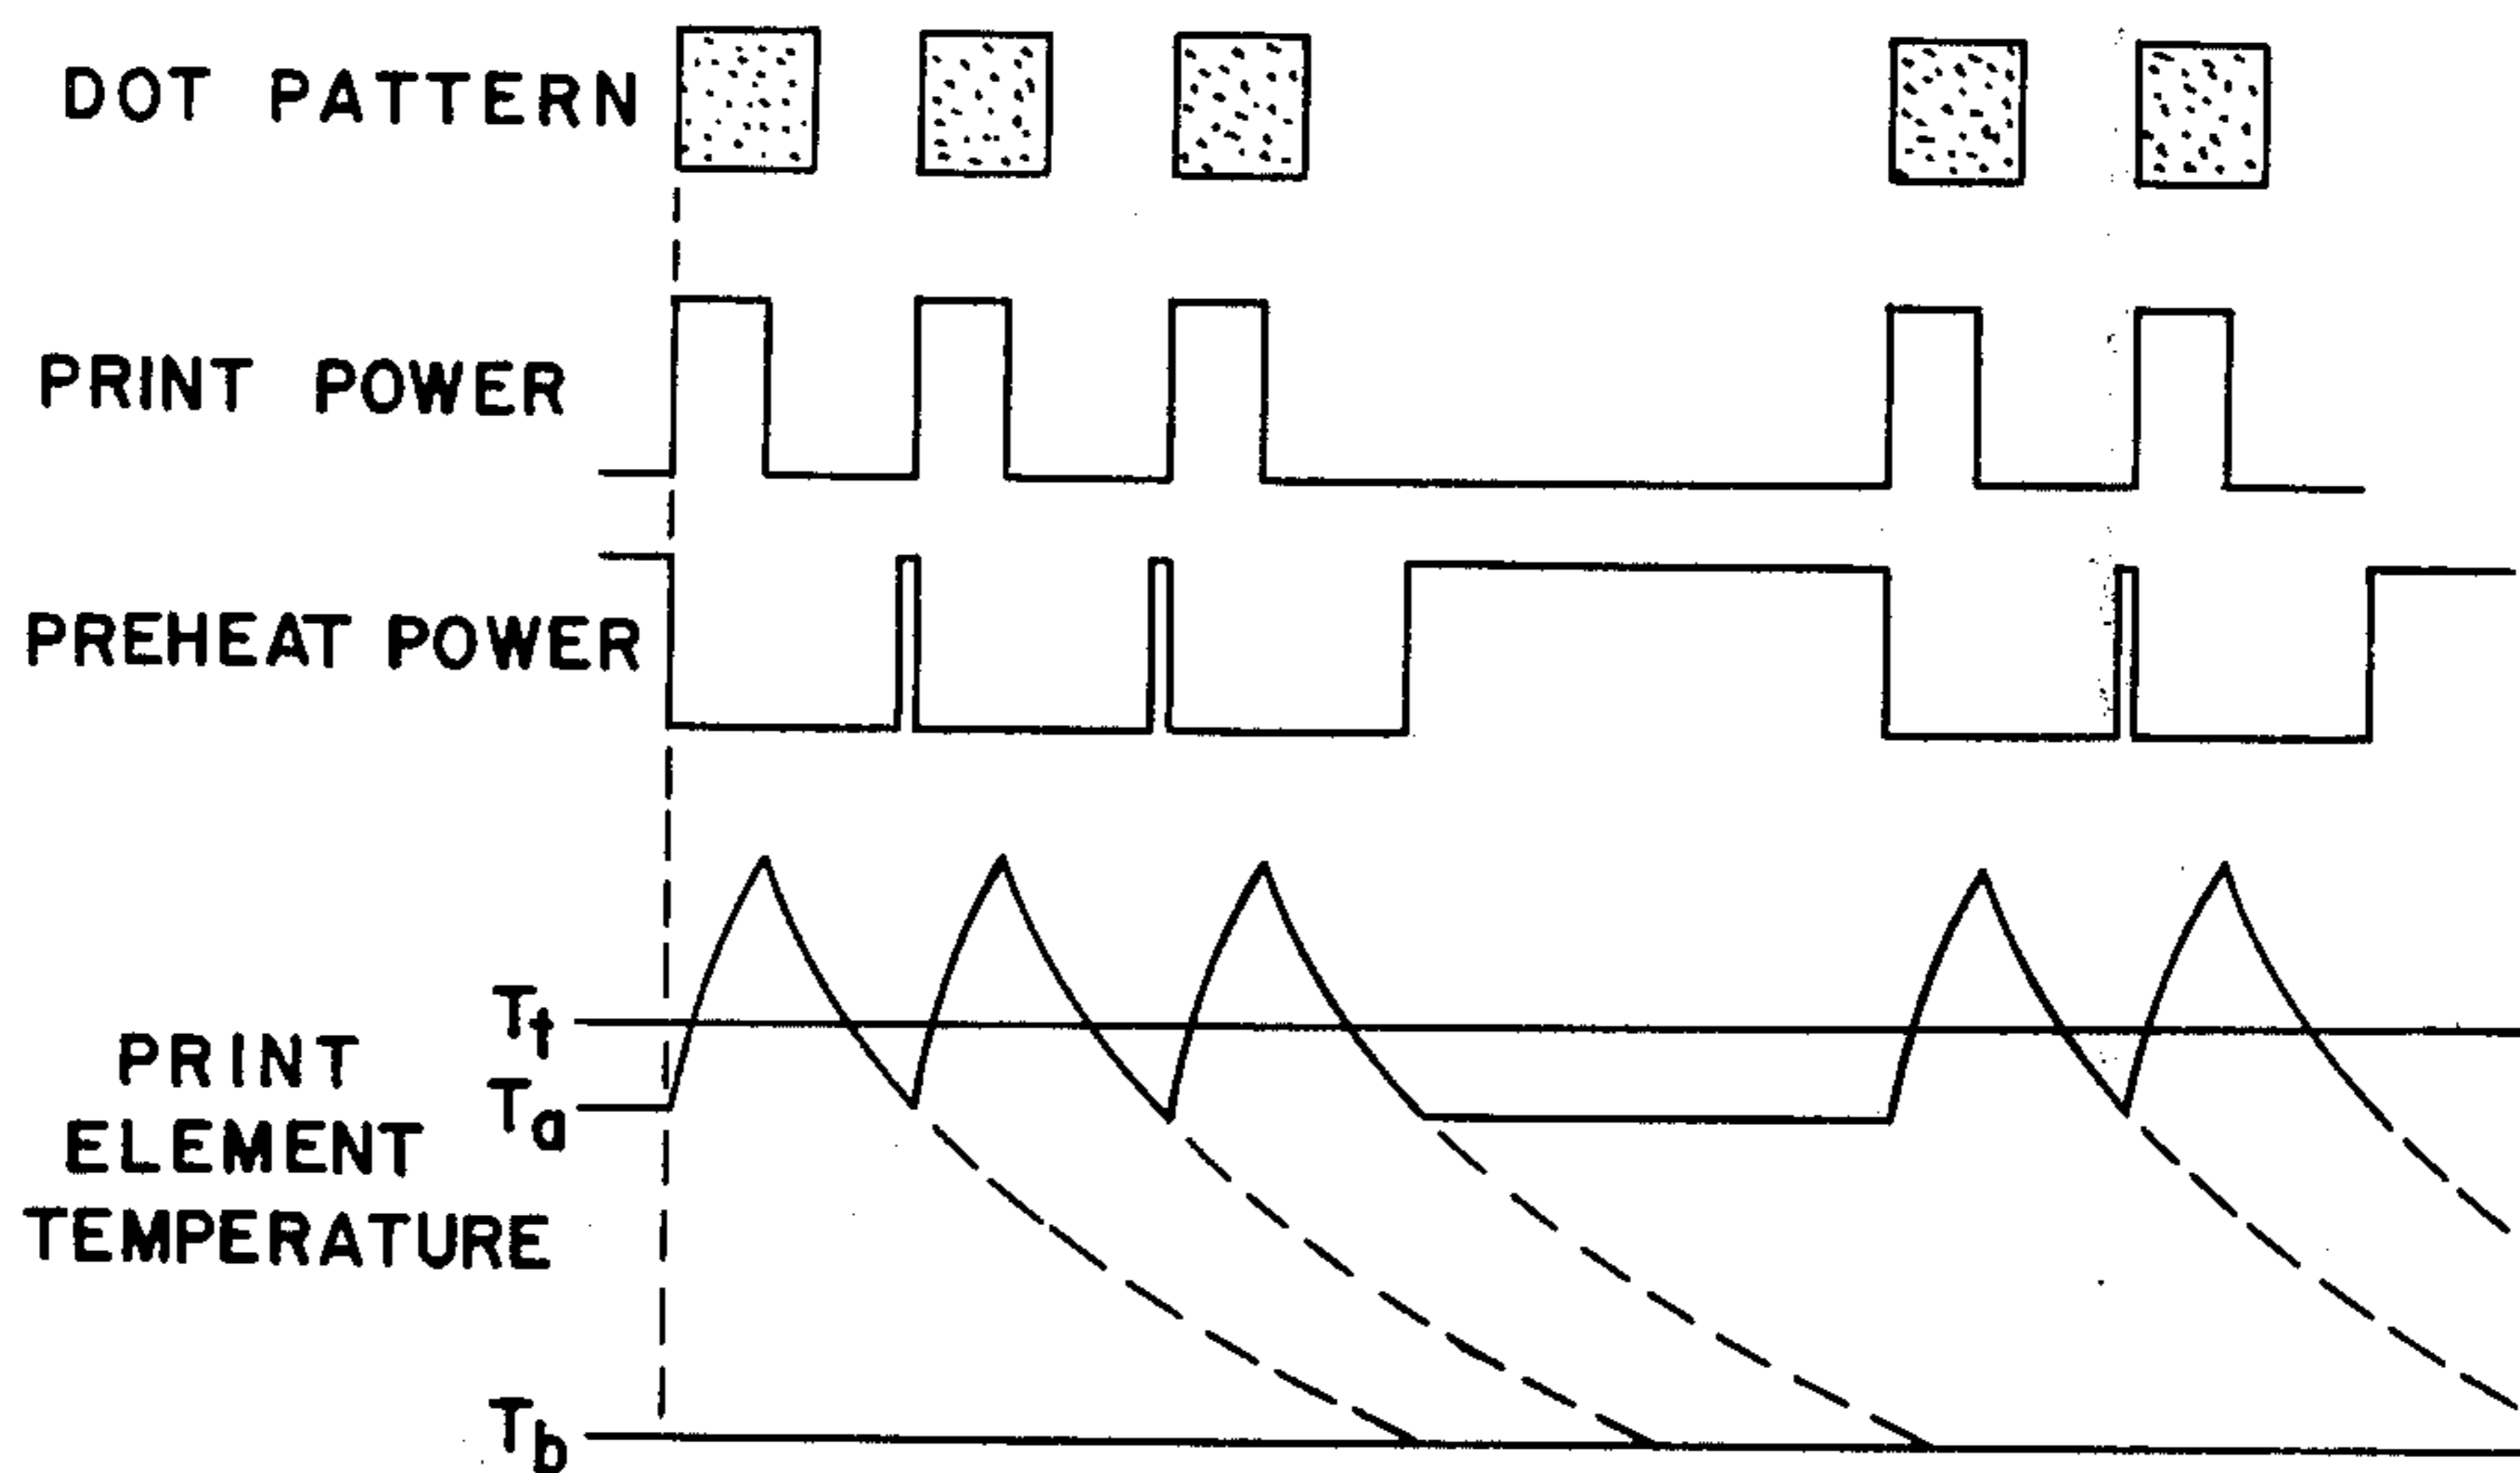 DOT PATTERN
PRINT POWER
PREHEAT POWER
Tt
Ta
PRINT
ELEMENT
TEMPERATURE
Tb